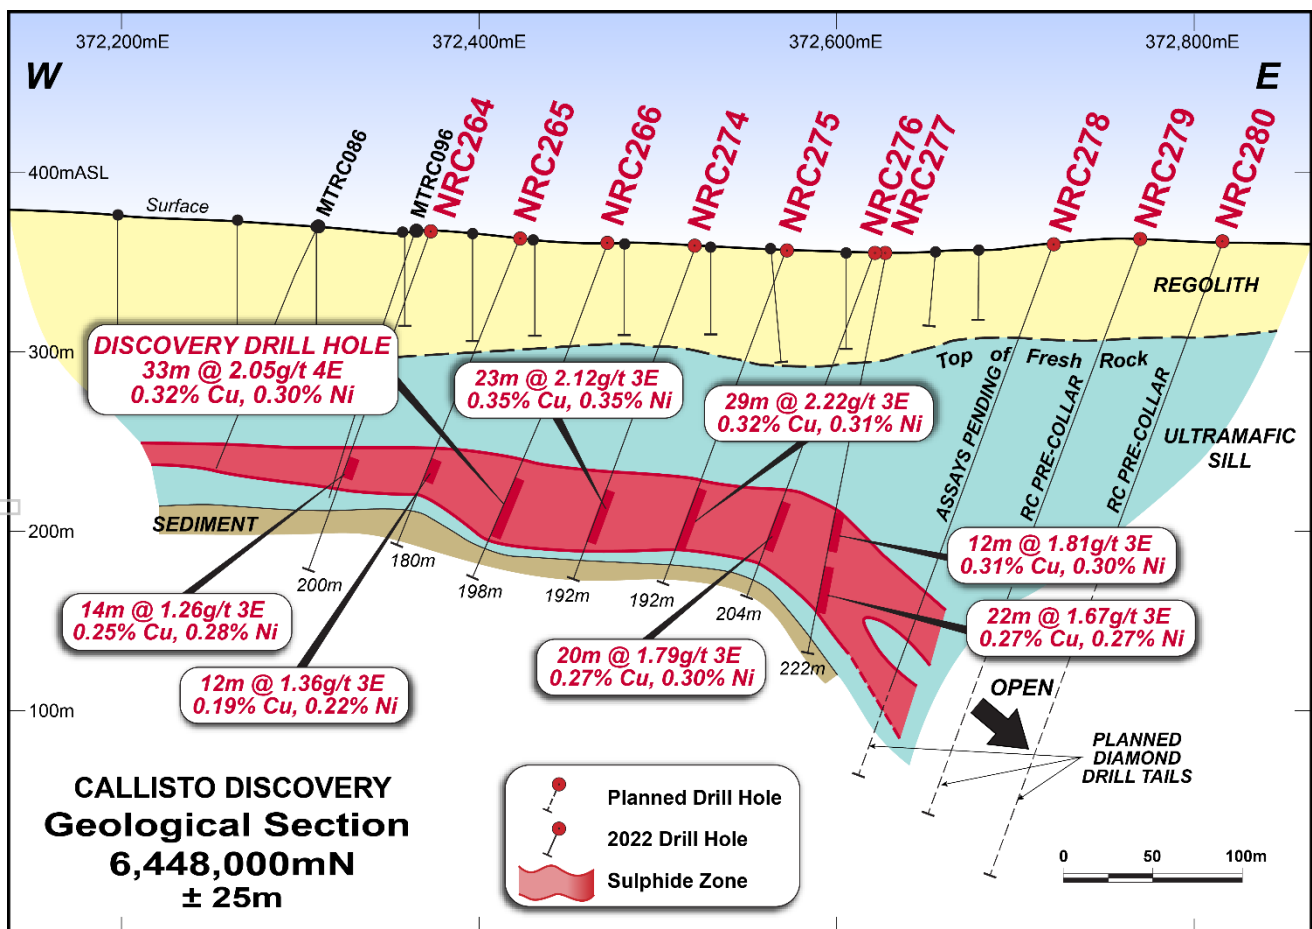 372,200mE
372,400mE
372,600mE
372,800mE
W
E
MTRC086
MTRC096
NRC264
NRC265
NRC266
NRC274
NRC275
NRC276
NRC277
NRC278
NRC279
NRC280
400mASL
Surface
REGOLITH
300m
DISCOVERY DRILL HOLE
33m @ 2.05g/t 4E
0.32% Cu, 0.30% Ni
23m @ 2.12g/t 3E
0.35% Cu, 0.35% Ni
29m @ 2.22g/t 3E
0.32% Cu, 0.31% Ni
Top of Fresh Rock
ASSAYS PENDING
RC PRE-COLLAR
RC PRE-COLLAR
ULTRAMAFIC
SILL
SEDIMENT
200m
200m
180m
198m
192m
192m
204m
222m
12m @ 1.81g/t 3E
0.31% Cu, 0.30% Ni
14m @ 1.26g/t 3E
0.25% Cu, 0.28% Ni
22m @ 1.67g/t 3E
0.27% Cu, 0.27% Ni
20m @ 1.79g/t 3E
0.27% Cu, 0.30% Ni
12m @ 1.36g/t 3E
0.19% Cu, 0.22% Ni
100m
OPEN
PLANNED
DIAMOND
DRILL TAILS
CALLISTO DISCOVERY
Geological Section
6,448,000mN
± 25m
Planned Drill Hole
2022 Drill Hole
Sulphide Zone
0 50 100m